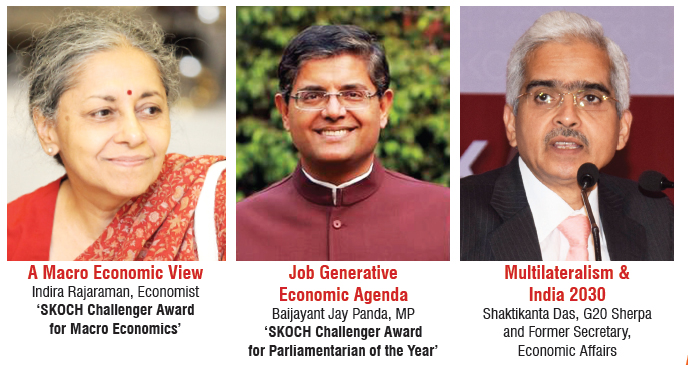 A Macro Economic View
Indira Rajaraman, Economist
‘SKOCH Challenger Award
for Macro Economics’
Job Generative
Economic Agenda
Baijayant Jay Panda, MP
‘SKOCH Challenger Award
for Parliamentarian of the Year’
Multilateralism &
India 2030
Shaktikanta Das, G20 Sherpa
and Former Secretary,
Economic Affairs